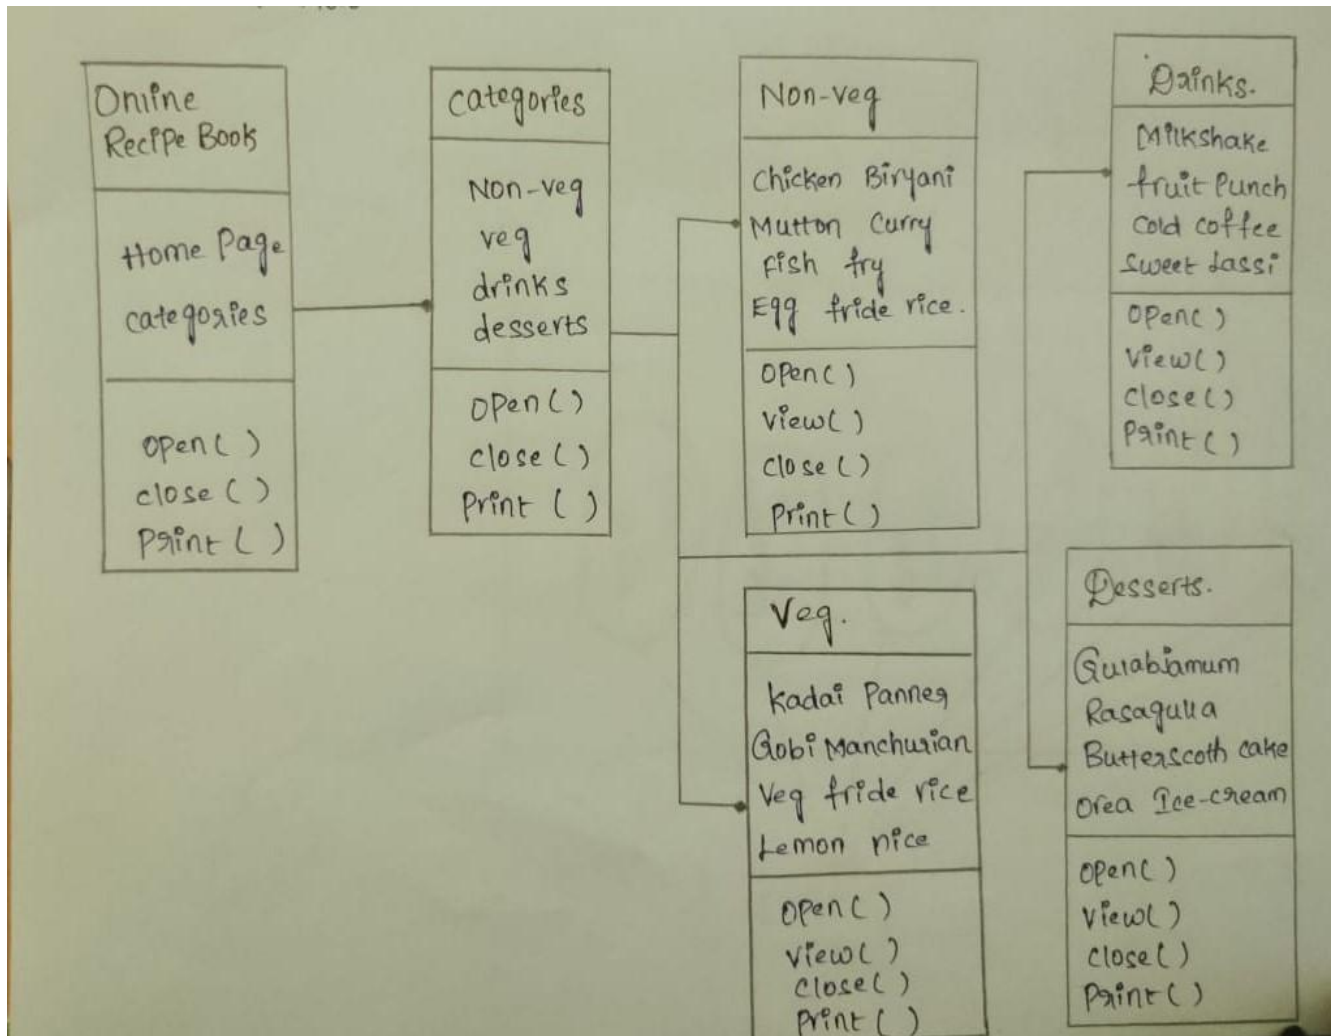 Online
Recipe Book
Home Page
categories
open( )
close( )
Print( )
categories
Non-veg
veg
drinks
desserts
open( )
close( )
Print ( )
Non-veg
Chicken Biryani
Mutton Curry
Fish fry
Egg fride rice.
Open( )
View( )
Close( )
Print( )
Veg.
Kadai Panner
Gobi Manchurian
Veg fride rice
Lemon rice
Open( )
View( )
Close( )
Print ( )
Drinks.
Milkshake
fruit Punch
Cold coffee
Sweet Lassi
Open( )
View( )
Close( )
Print( )
Desserts.
Gulabjamum
Rasagulla
Butterscoth cake
Orea Ice-cream
Open( )
View( )
Close( )
Print( )